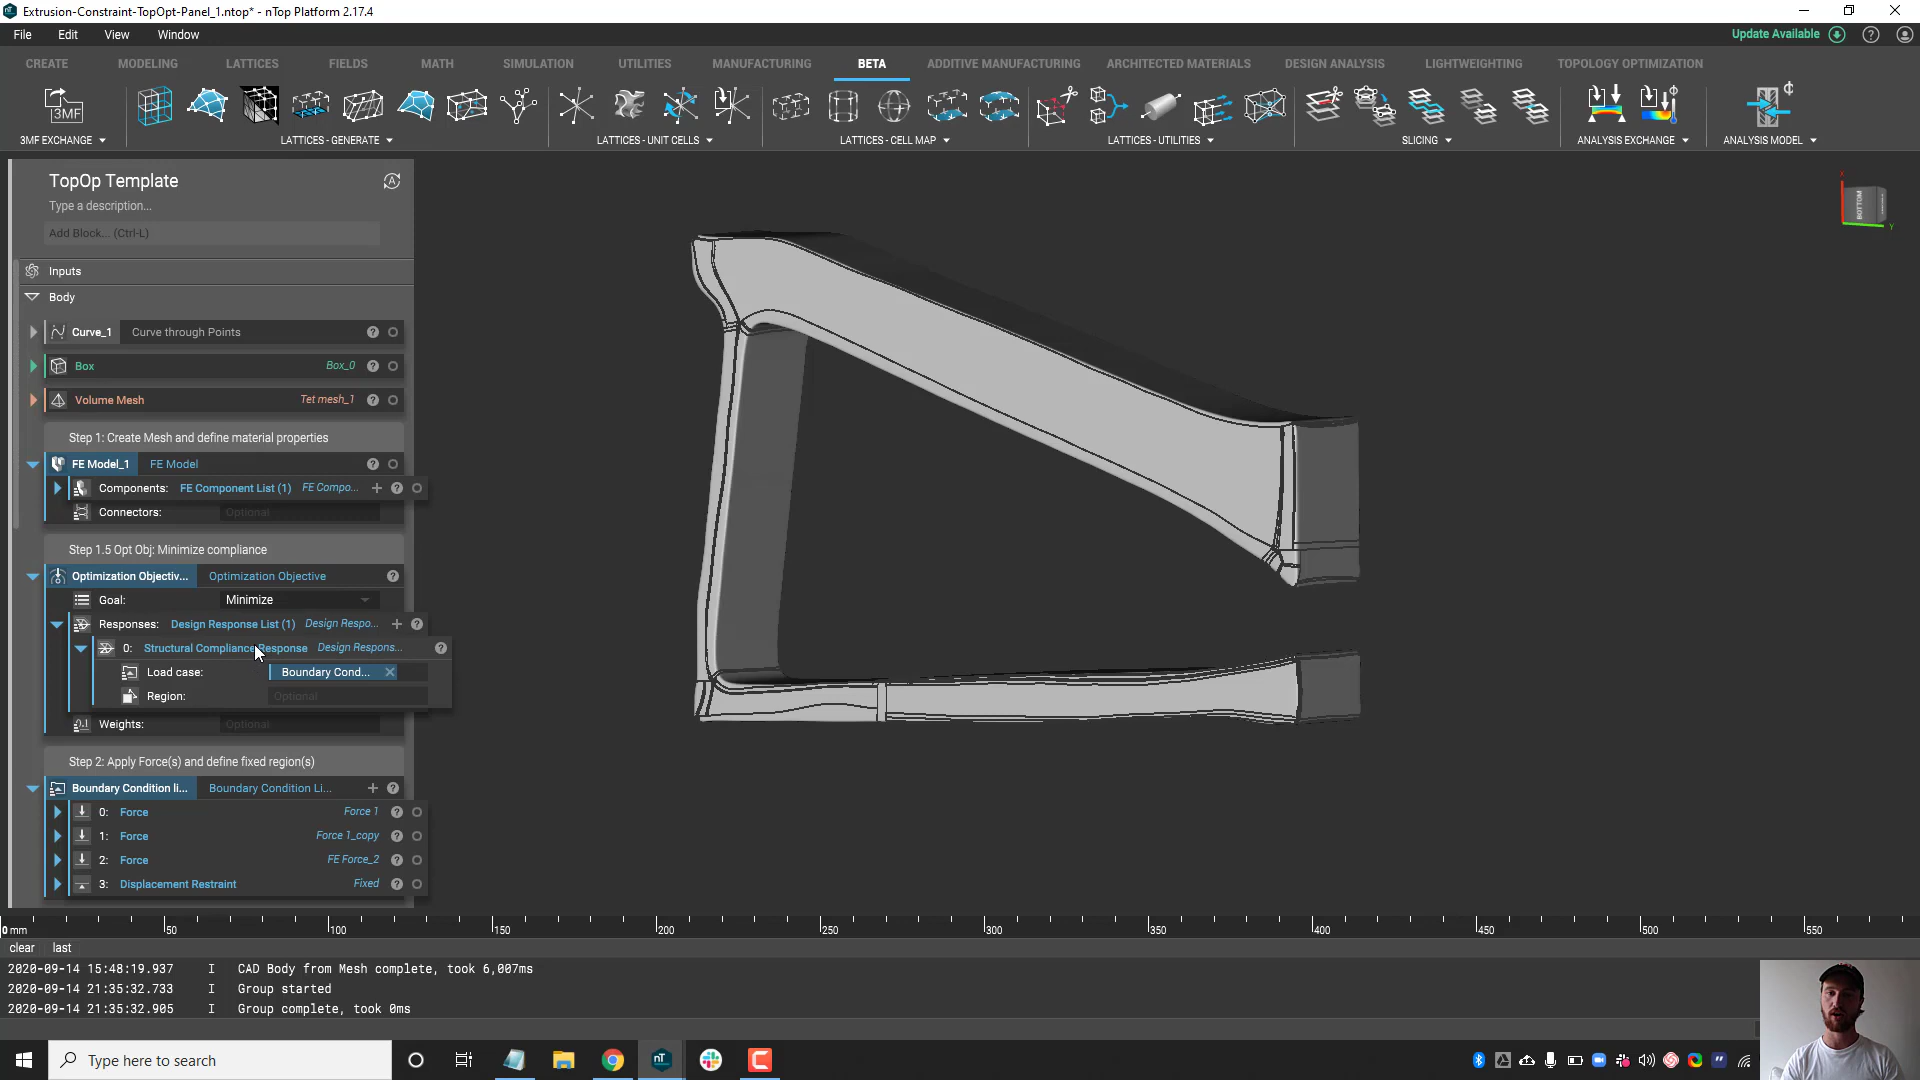 Extrusion-Constraint-TopOpt-Panel_1.ntop* - nTop Platform 2.17.4
File Edit View Window Update Available
CREATE MODELING LATTICES FIELDS MATH SIMULATION UTILITIES MANUFACTURING BETA ADDITIVE MANUFACTURING ARCHITECTED MATERIALS DESIGN ANALYSIS LIGHTWEIGHTING TOPOLOGY OPTIMIZATION
3MF
3MF EXCHANGE LATTICES - GENERATE LATTICES - UNIT CELLS LATTICES - CELL MAP LATTICES - UTILITIES SLICING ANALYSIS EXCHANGE ANALYSIS MODEL
TopOp Template
Type a description...
Add Block... (Ctrl-L)
Inputs
Body
Curve_1 Curve through Points
Box Box_0
Volume Mesh Tet mesh_1
Step 1: Create Mesh and define material properties
FE Model_1 FE Model
Components: FE Component List (1) FE Compo...
Connectors: Optional
Step 1.5 Opt Obj: Minimize compliance
Optimization Objectiv... Optimization Objective
Goal: Minimize
Responses: Design Response List (1) Design Respo...
0: Structural Compliance Response Design Respons...
Load case: Boundary Cond...
Region: Optional
Weights: Optional
Step 2: Apply Force(s) and define fixed region(s)
Boundary Condition li... Boundary Condition Li...
0: Force Force 1
1: Force Force 1_copy
2: Force FE Force_2
3: Displacement Restraint Fixed
BOTTOM
X
Y
0 mm 50 100 150 200 250 300 350 400 450 500 550
clear last
2020-09-14 15:48:19.937 I CAD Body from Mesh complete, took 6,007ms
2020-09-14 21:35:32.733 I Group started
2020-09-14 21:35:32.905 I Group complete, took 0ms
Type here to search
nT